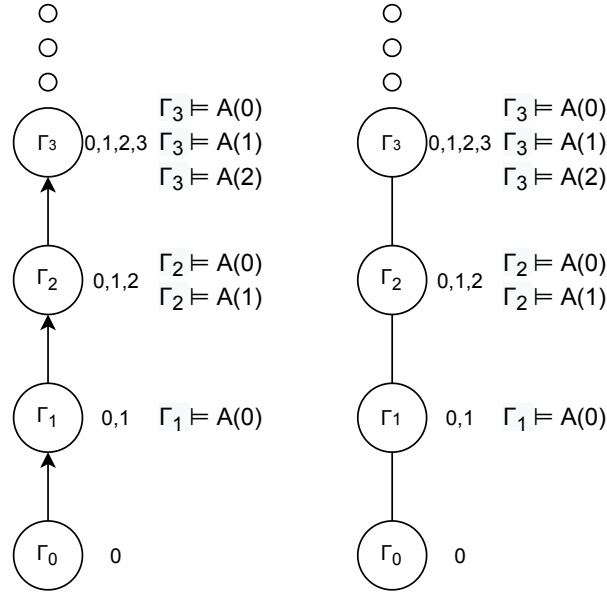 Γ₃ ⊨ A(0)
Γ₃ 0,1,2,3 Γ₃ ⊨ A(1)
Γ₃ ⊨ A(2)
Γ₂ ⊨ A(0)
Γ₂ 0,1,2
Γ₂ ⊨ A(1)
Γ₁ 0,1 Γ₁ ⊨ A(0)
Γ₀ 0
Γ₃ ⊨ A(0)
Γ₃ 0,1,2,3 Γ₃ ⊨ A(1)
Γ₃ ⊨ A(2)
Γ₂ ⊨ A(0)
Γ₂ 0,1,2
Γ₂ ⊨ A(1)
Γ1 0,1 Γ₁ ⊨ A(0)
Γ₀ 0